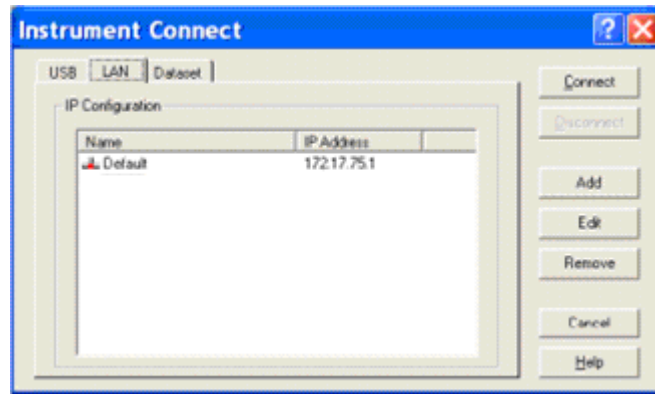 Instrument Connect
USB LAN Dataset
IP Configuration
Name IP Address
Default 172.17.75.1
Connect
Disconnect
Add
Edit
Remove
Cancel
Help